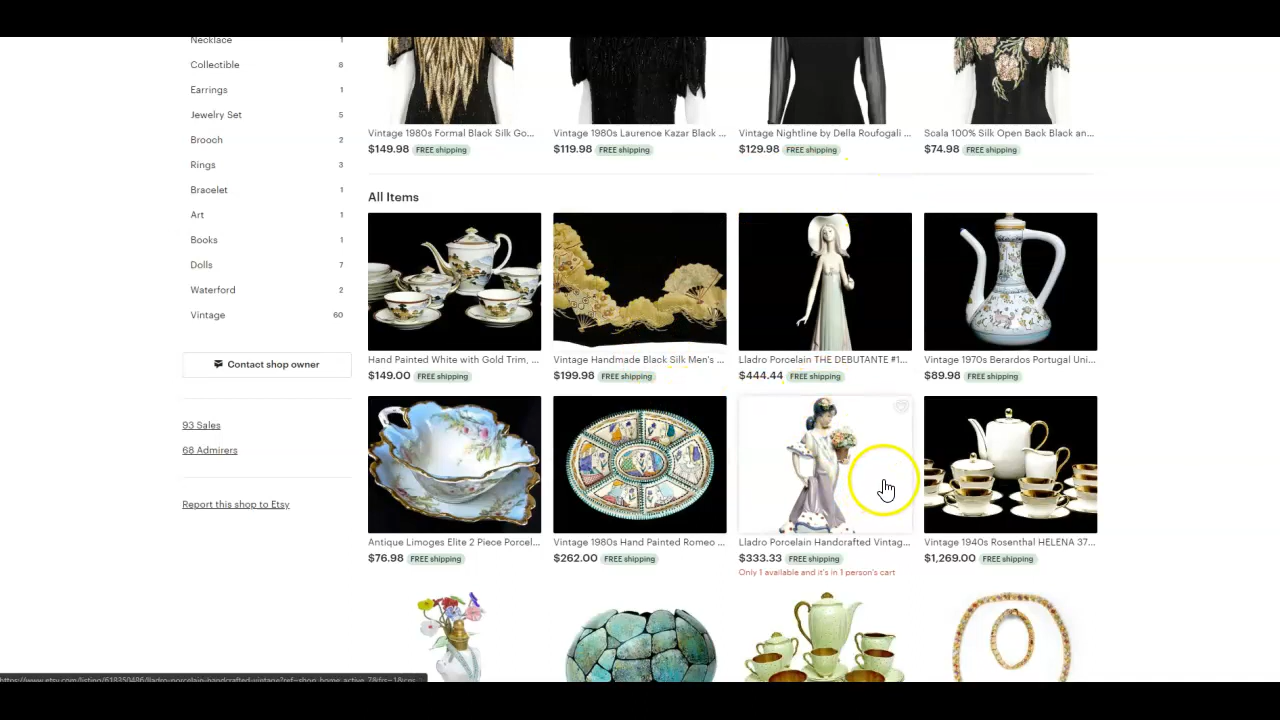 Necklace 1
Collectible 8
Earrings 1
Jewelry Set 5
Brooch 2
Rings 3
Bracelet 1
Art 1
Books 1
Dolls 7
Waterford 2
Vintage 60
Contact shop owner
93 Sales
68 Admirers
Report this shop to Etsy
Vintage 1980s Formal Black Silk Go...
$149.98 FREE shipping
Vintage 1980s Laurence Kazar Black ...
$119.98 FREE shipping
Vintage Nightline by Della Roufogali ...
$129.98 FREE shipping
Scala 100% Silk Open Back Black an...
$74.98 FREE shipping
All Items
Hand Painted White with Gold Trim, ...
$149.00 FREE shipping
Vintage Handmade Black Silk Men's ...
$199.98 FREE shipping
Lladro Porcelain THE DEBUTANTE #1...
$444.44 FREE shipping
Vintage 1970s Berardos Portugal Uni...
$89.98 FREE shipping
Antique Limoges Elite 2 Piece Porcel...
$76.98 FREE shipping
Vintage 1980s Hand Painted Romeo ...
$262.00 FREE shipping
Lladro Porcelain Handcrafted Vintag...
$333.33 FREE shipping
Only 1 available and it's in 1 person's cart
Vintage 1940s Rosenthal HELENA 37...
$1,269.00 FREE shipping